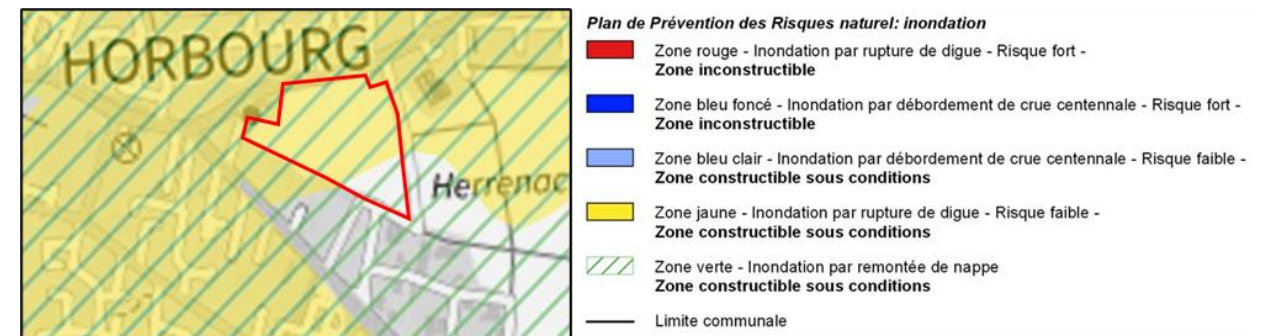 HORBOURG
Herrenac
Plan de Prévention des Risques naturel: inondation
Zone rouge - Inondation par rupture de digue - Risque fort -
Zone inconstructible
Zone bleu foncé - Inondation par débordement de crue centennale - Risque fort -
Zone inconstructible
Zone bleu clair - Inondation par débordement de crue centennale - Risque faible -
Zone constructible sous conditions
Zone jaune - Inondation par rupture de digue - Risque faible -
Zone constructible sous conditions
Zone verte - Inondation par remontée de nappe
Zone constructible sous conditions
Limite communale